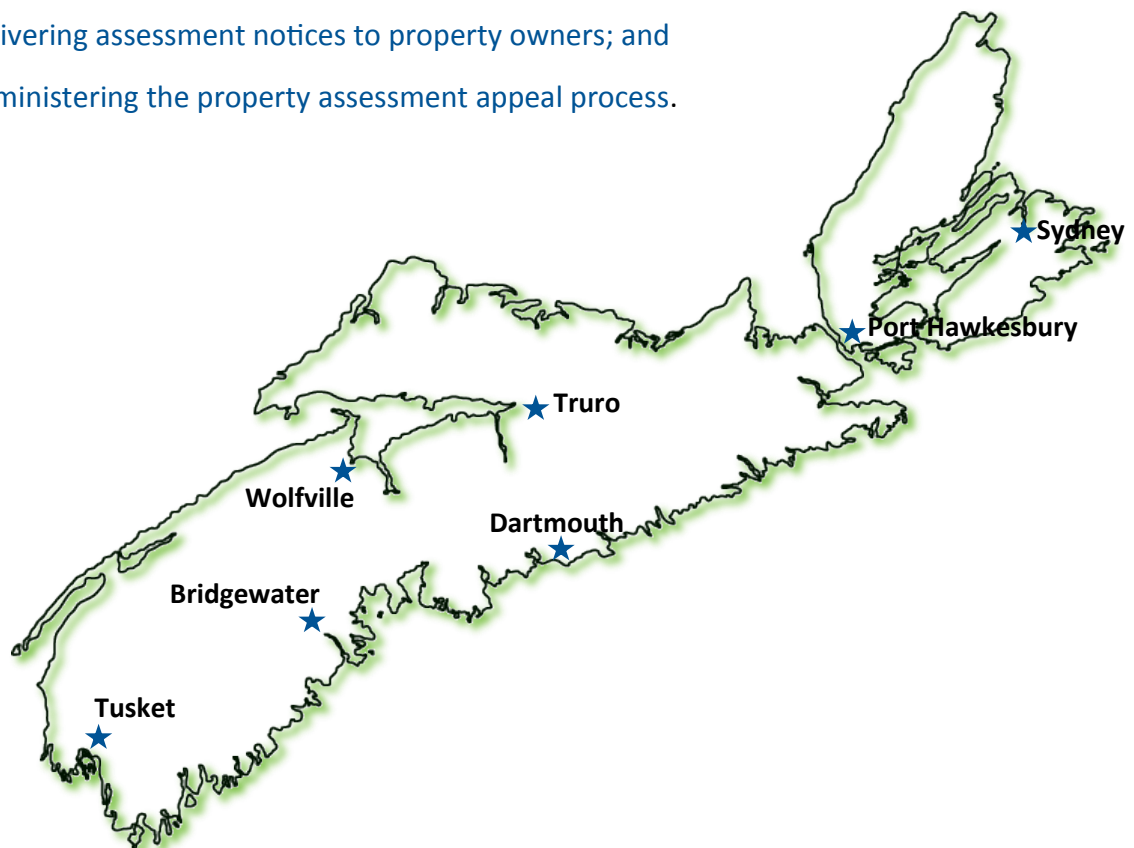 ivering assessment notices to property owners; and
ministering the property assessment appeal process.
Sydney
Port Hawkesbury
Truro
Wolfville
Dartmouth
Bridgewater
Tusket